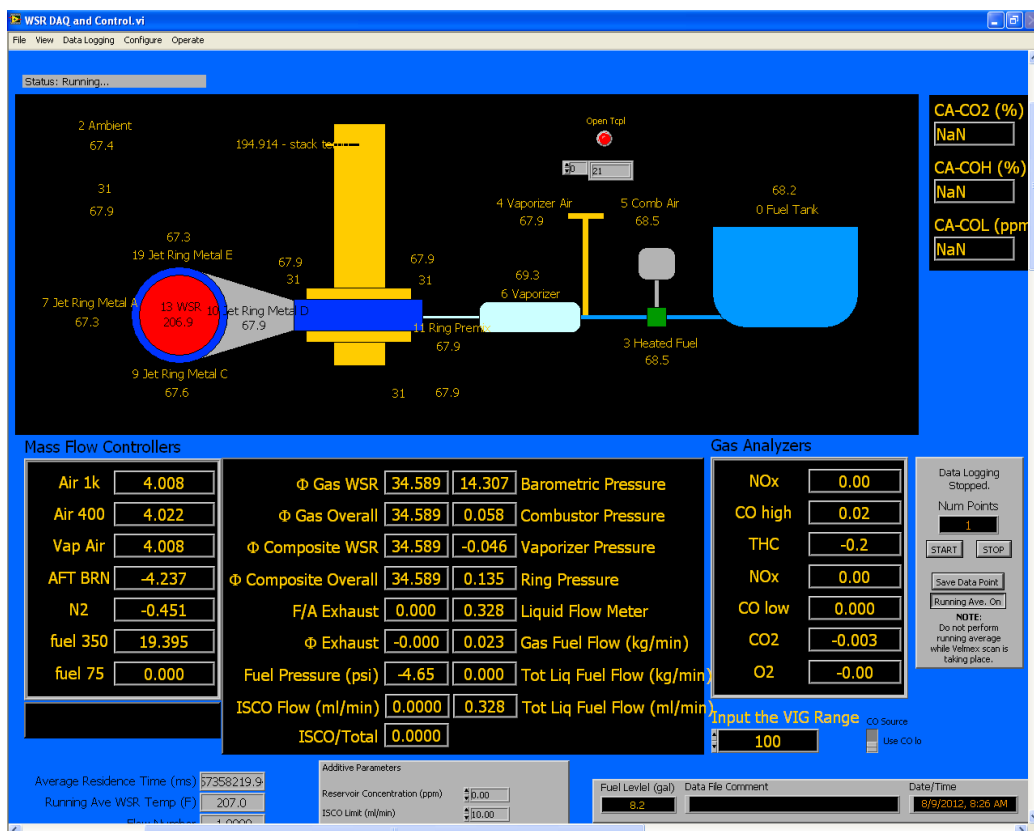 WSR DAQ and Control.vi
File View Data Logging Configure Operate
Status: Running...
2 Ambient
67.4
31
67.9
194.914 - stack te
Open Tcpl
0 21
68.2
0 Fuel Tank
4 Vaporizer Air
67.9
5 Comb Air
68.5
67.3
19 Jet Ring Metal E
67.9
31
67.9
31
69.3
6 Vaporizer
7 Jet Ring Metal A
67.3
13 WSR
206.9
10 Jet Ring Metal D
67.9
11 Ring Premix
67.9
3 Heated Fuel
68.5
9 Jet Ring Metal C
67.6
31 67.9
CA-CO2 (%)
NaN
CA-COH (%)
NaN
CA-COL (ppm
NaN
Mass Flow Controllers
Air 1k 4.008
Air 400 4.022
Vap Air 4.008
AFT BRN -4.237
N2 -0.451
fuel 350 19.395
fuel 75 0.000
Φ Gas WSR 34.589 14.307 Barometric Pressure
Φ Gas Overall 34.589 0.058 Combustor Pressure
Φ Composite WSR 34.589 -0.046 Vaporizer Pressure
Φ Composite Overall 34.589 0.135 Ring Pressure
F/A Exhaust 0.000 0.328 Liquid Flow Meter
Φ Exhaust -0.000 0.023 Gas Fuel Flow (kg/min)
Fuel Pressure (psi) -4.65 0.000 Tot Liq Fuel Flow (kg/min)
ISCO Flow (ml/min) 0.0000 0.328 Tot Liq Fuel Flow (ml/min)
ISCO/Total 0.0000
Gas Analyzers
NOx 0.00
CO high 0.02
THC -0.2
NOx 0.00
CO low 0.000
CO2 -0.003
O2 -0.00
Input the VIG Range
100
CO Source
Use CO lo
Data Logging
Stopped.
Num Points
1
START STOP
Save Data Point
Running Ave. On
NOTE:
Do not perform
running average
while Velmex scan is
taking place.
Average Residence Time (ms) 57358219.9
Running Ave WSR Temp (F) 207.0
Flow Number 1.0000
Additive Parameters
Reservoir Concentration (ppm) 0.00
ISCO Limit (ml/min) 10.00
Fuel Levlel (gal) Data File Comment Date/Time
8.2 8/9/2012, 8:26 AM